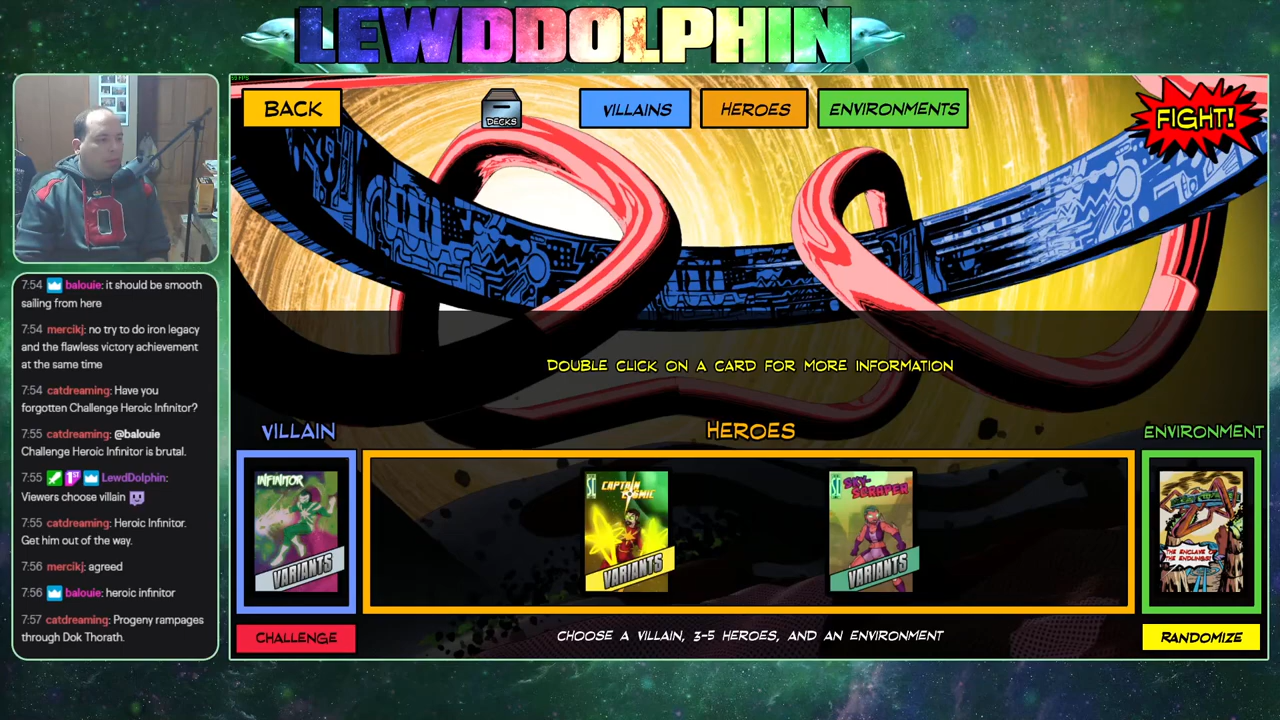 LEWDDOLPHIN
BACK
DECKS
VILLAINS
HEROES
ENVIRONMENTS
FIGHT!
7:54 balouie: it should be smooth
sailing from here
7:54 mercikj: no try to do iron legacy
and the flawless victory achievement
at the same time
7:54 catdreaming: Have you
forgotten Challenge Heroic Infinitor?
7:55 catdreaming: @balouie
Challenge Heroic Infinitor is brutal.
7:55 1ST LewdDolphin:
Viewers choose villain
7:55 catdreaming: Heroic Infinitor.
Get him out of the way.
7:56 mercikj: agreed
7:56 balouie: heroic infinitor
7:57 catdreaming: Progeny rampages
through Dok Thorath.
DOUBLE CLICK ON A CARD FOR MORE INFORMATION
VILLAIN
HEROES
ENVIRONMENT
INFINITOR
VARIANTS
CAPTAIN
COSMIC
VARIANTS
SKY-
SCRAPER
VARIANTS
THE ENCLAVE OF
THE ENDLINGS!
CHALLENGE
CHOOSE A VILLAIN, 3-5 HEROES, AND AN ENVIRONMENT
RANDOMIZE